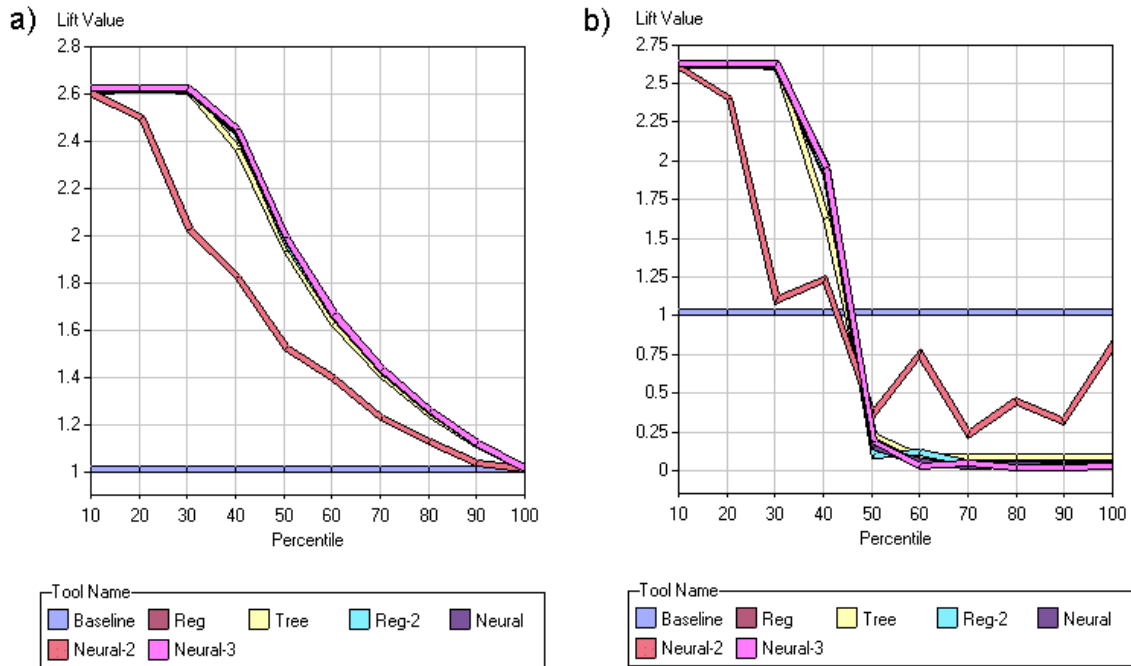 a)
Lift Value
2.8
2.6
2.4
2.2
2
1.8
1.6
1.4
1.2
1
10 20 30 40 50 60 70 80 90 100
Percentile
Tool Name
Baseline Reg Tree Reg-2 Neural
Neural-2 Neural-3
b)
Lift Value
2.75
2.5
2.25
2
1.75
1.5
1.25
1
0.75
0.5
0.25
0
10 20 30 40 50 60 70 80 90 100
Percentile
Tool Name
Baseline Reg Tree Reg-2 Neural
Neural-2 Neural-3